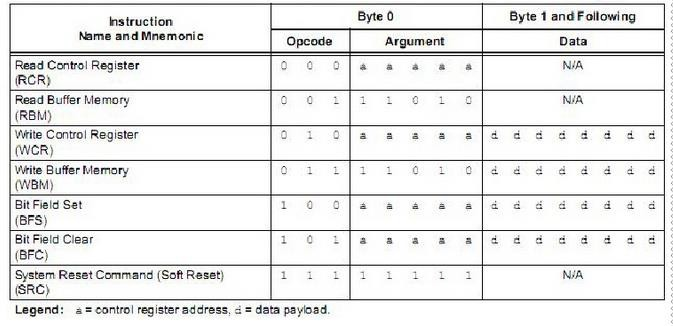 Instruction
Name and Mnemonic
Byte 0
Byte 1 and Following
Opcode
Argument
Data
Read Control Register
(RCR)
0 0 0 a a a a a N/A
Read Buffer Memory
(RBM)
0 0 1 1 1 0 1 0 N/A
Write Control Register
(WCR)
0 1 0 a a a a a d d d d d d d d
Write Buffer Memory
(WBM)
0 1 1 1 1 0 1 0 d d d d d d d d
Bit Field Set
(BFS)
1 0 0 a a a a a d d d d d d d d
Bit Field Clear
(BFC)
1 0 1 a a a a a d d d d d d d d
System Reset Command (Soft Reset)
(SRC)
1 1 1 1 1 1 1 1 N/A
Legend: a = control register address, d = data payload.